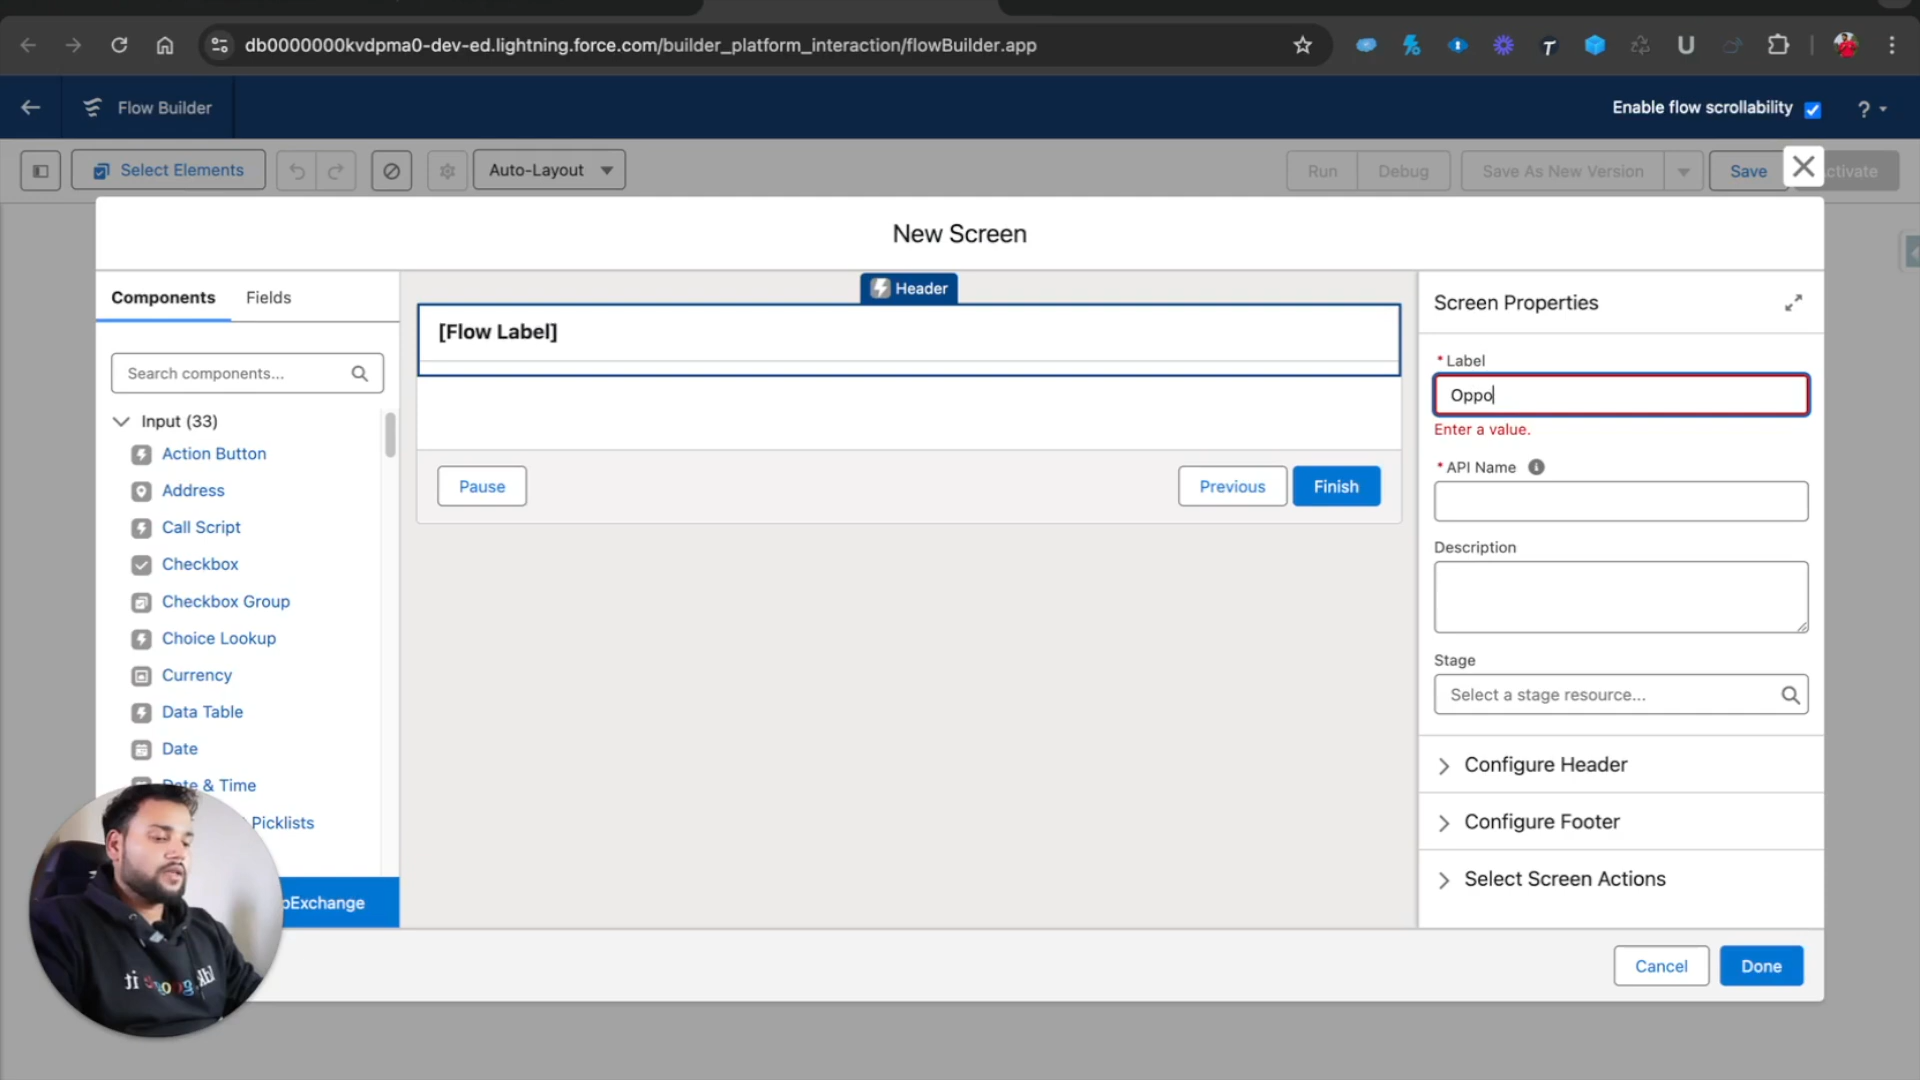 db0000000kvdpma0-dev-ed.lightning.force.com/builder_platform_interaction/flowBuilder.app
Flow Builder
Enable flow scrollability
?
Select Elements
Auto-Layout
Run
Debug
Save As New Version
Save
ctivate
New Screen
Components
Fields
Search components...
Input (33)
Action Button
Address
Call Script
Checkbox
Checkbox Group
Choice Lookup
Currency
Data Table
Date
Date & Time
Picklists
pExchange
Header
[Flow Label]
Pause
Previous
Finish
Screen Properties
* Label
Oppo
Enter a value.
* API Name
Description
Stage
Select a stage resource...
Configure Header
Configure Footer
Select Screen Actions
Cancel
Done